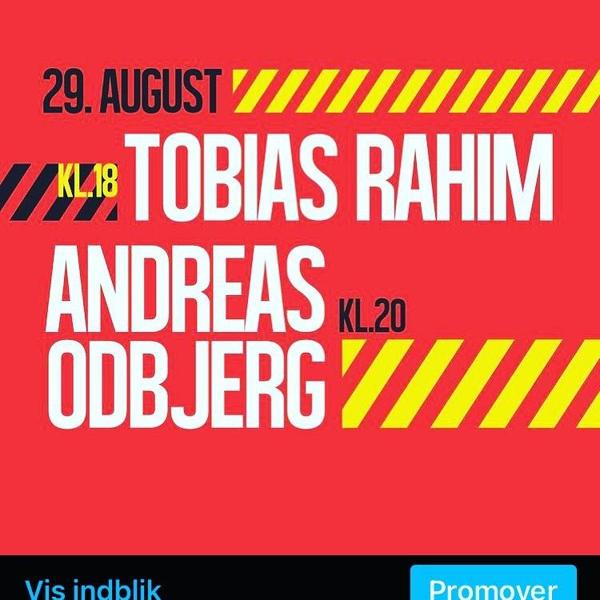 29. AUGUST
KL.18 TOBIAS RAHIM
ANDREAS
KL.20
ODBJERG
Vis indblik Promover